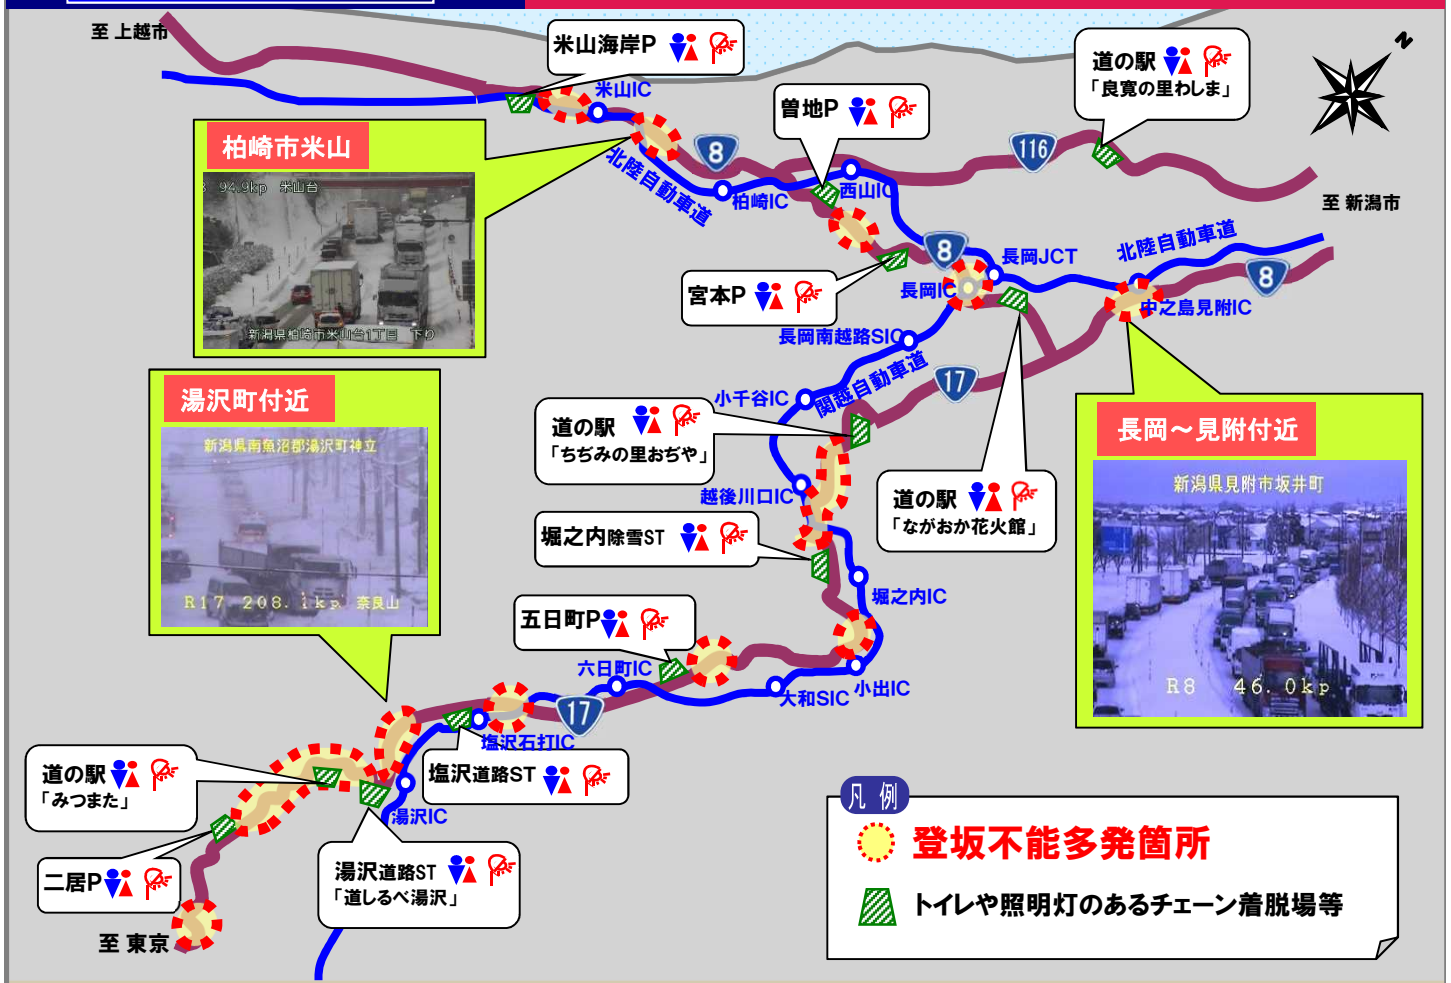 至 上越市
米山海岸P
道の駅
「良寛の里わしま」
N
米山IC
曽地P
柏崎市米山
8
116
94.9kp 米山台
新潟県柏崎市米山台1丁目 下り
北陸自動車道
柏崎IC
西山IC
至 新潟市
8
長岡JCT
北陸自動車道
8
宮本P
長岡IC
中之島見附IC
長岡南越路SIC
関越自動車道
17
湯沢町付近
新潟県南魚沼郡湯沢町神立
R17 208.1kp 奈良山
小千谷IC
道の駅
「ちぢみの里おぢや」
長岡～見附付近
新潟県見附市坂井町
R8 46.0kp
越後川口IC
道の駅
「ながおか花火館」
堀之内除雪ST
堀之内IC
五日町P
六日町IC
大和SIC
小出IC
17
塩沢石打IC
道の駅
「みつまた」
塩沢道路ST
湯沢IC
二居P
湯沢道路ST
「道しるべ湯沢」
至 東京
凡 例
登坂不能多発箇所
トイレや照明灯のあるチェーン着脱場等